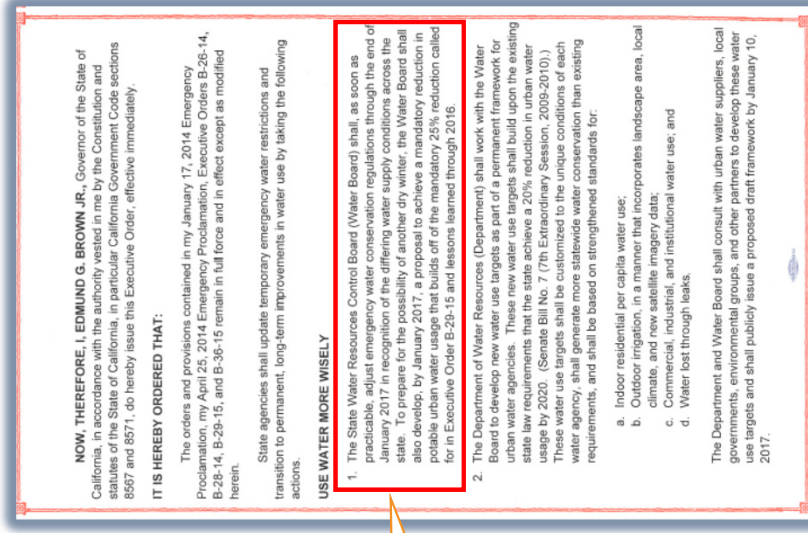 NOW, THEREFORE, I, EDMUND G. BROWN JR., Governor of the State of
California, in accordance with the authority vested in me by the Constitution and
statutes of the State of California, in particular California Government Code sections
8567 and 8571, do hereby issue this Executive Order, effective immediately.
IT IS HEREBY ORDERED THAT:
The orders and provisions contained in my January 17, 2014 Emergency
Proclamation, my April 25, 2014 Emergency Proclamation, Executive Orders B-26-14,
B-28-14, B-29-15, and B-36-15 remain in full force and in effect except as modified
herein.
State agencies shall update temporary emergency water restrictions and
transition to permanent, long-term improvements in water use by taking the following
actions.
USE WATER MORE WISELY
1. The State Water Resources Control Board (Water Board) shall, as soon as
practicable, adjust emergency water conservation regulations through the end of
January 2017 in recognition of the differing water supply conditions across the
state. To prepare for the possibility of another dry winter, the Water Board shall
also develop, by January 2017, a proposal to achieve a mandatory reduction in
potable urban water usage that builds off of the mandatory 25% reduction called
for in Executive Order B-29-15 and lessons learned through 2016.
2. The Department of Water Resources (Department) shall work with the Water
Board to develop new water use targets as part of a permanent framework for
urban water agencies. These new water use targets shall build upon the existing
state law requirements that the state achieve a 20% reduction in urban water
usage by 2020. (Senate Bill No. 7 (7th Extraordinary Session, 2009-2010).)
These water use targets shall be customized to the unique conditions of each
water agency, shall generate more statewide water conservation than existing
requirements, and shall be based on strengthened standards for:
a. Indoor residential per capita water use;
b. Outdoor irrigation, in a manner that incorporates landscape area, local
climate, and new satellite imagery data;
c. Commercial, industrial, and institutional water use; and
d. Water lost through leaks.
The Department and Water Board shall consult with urban water suppliers, local
governments, environmental groups, and other partners to develop these water
use targets and shall publicly issue a proposed draft framework by January 10,
2017.